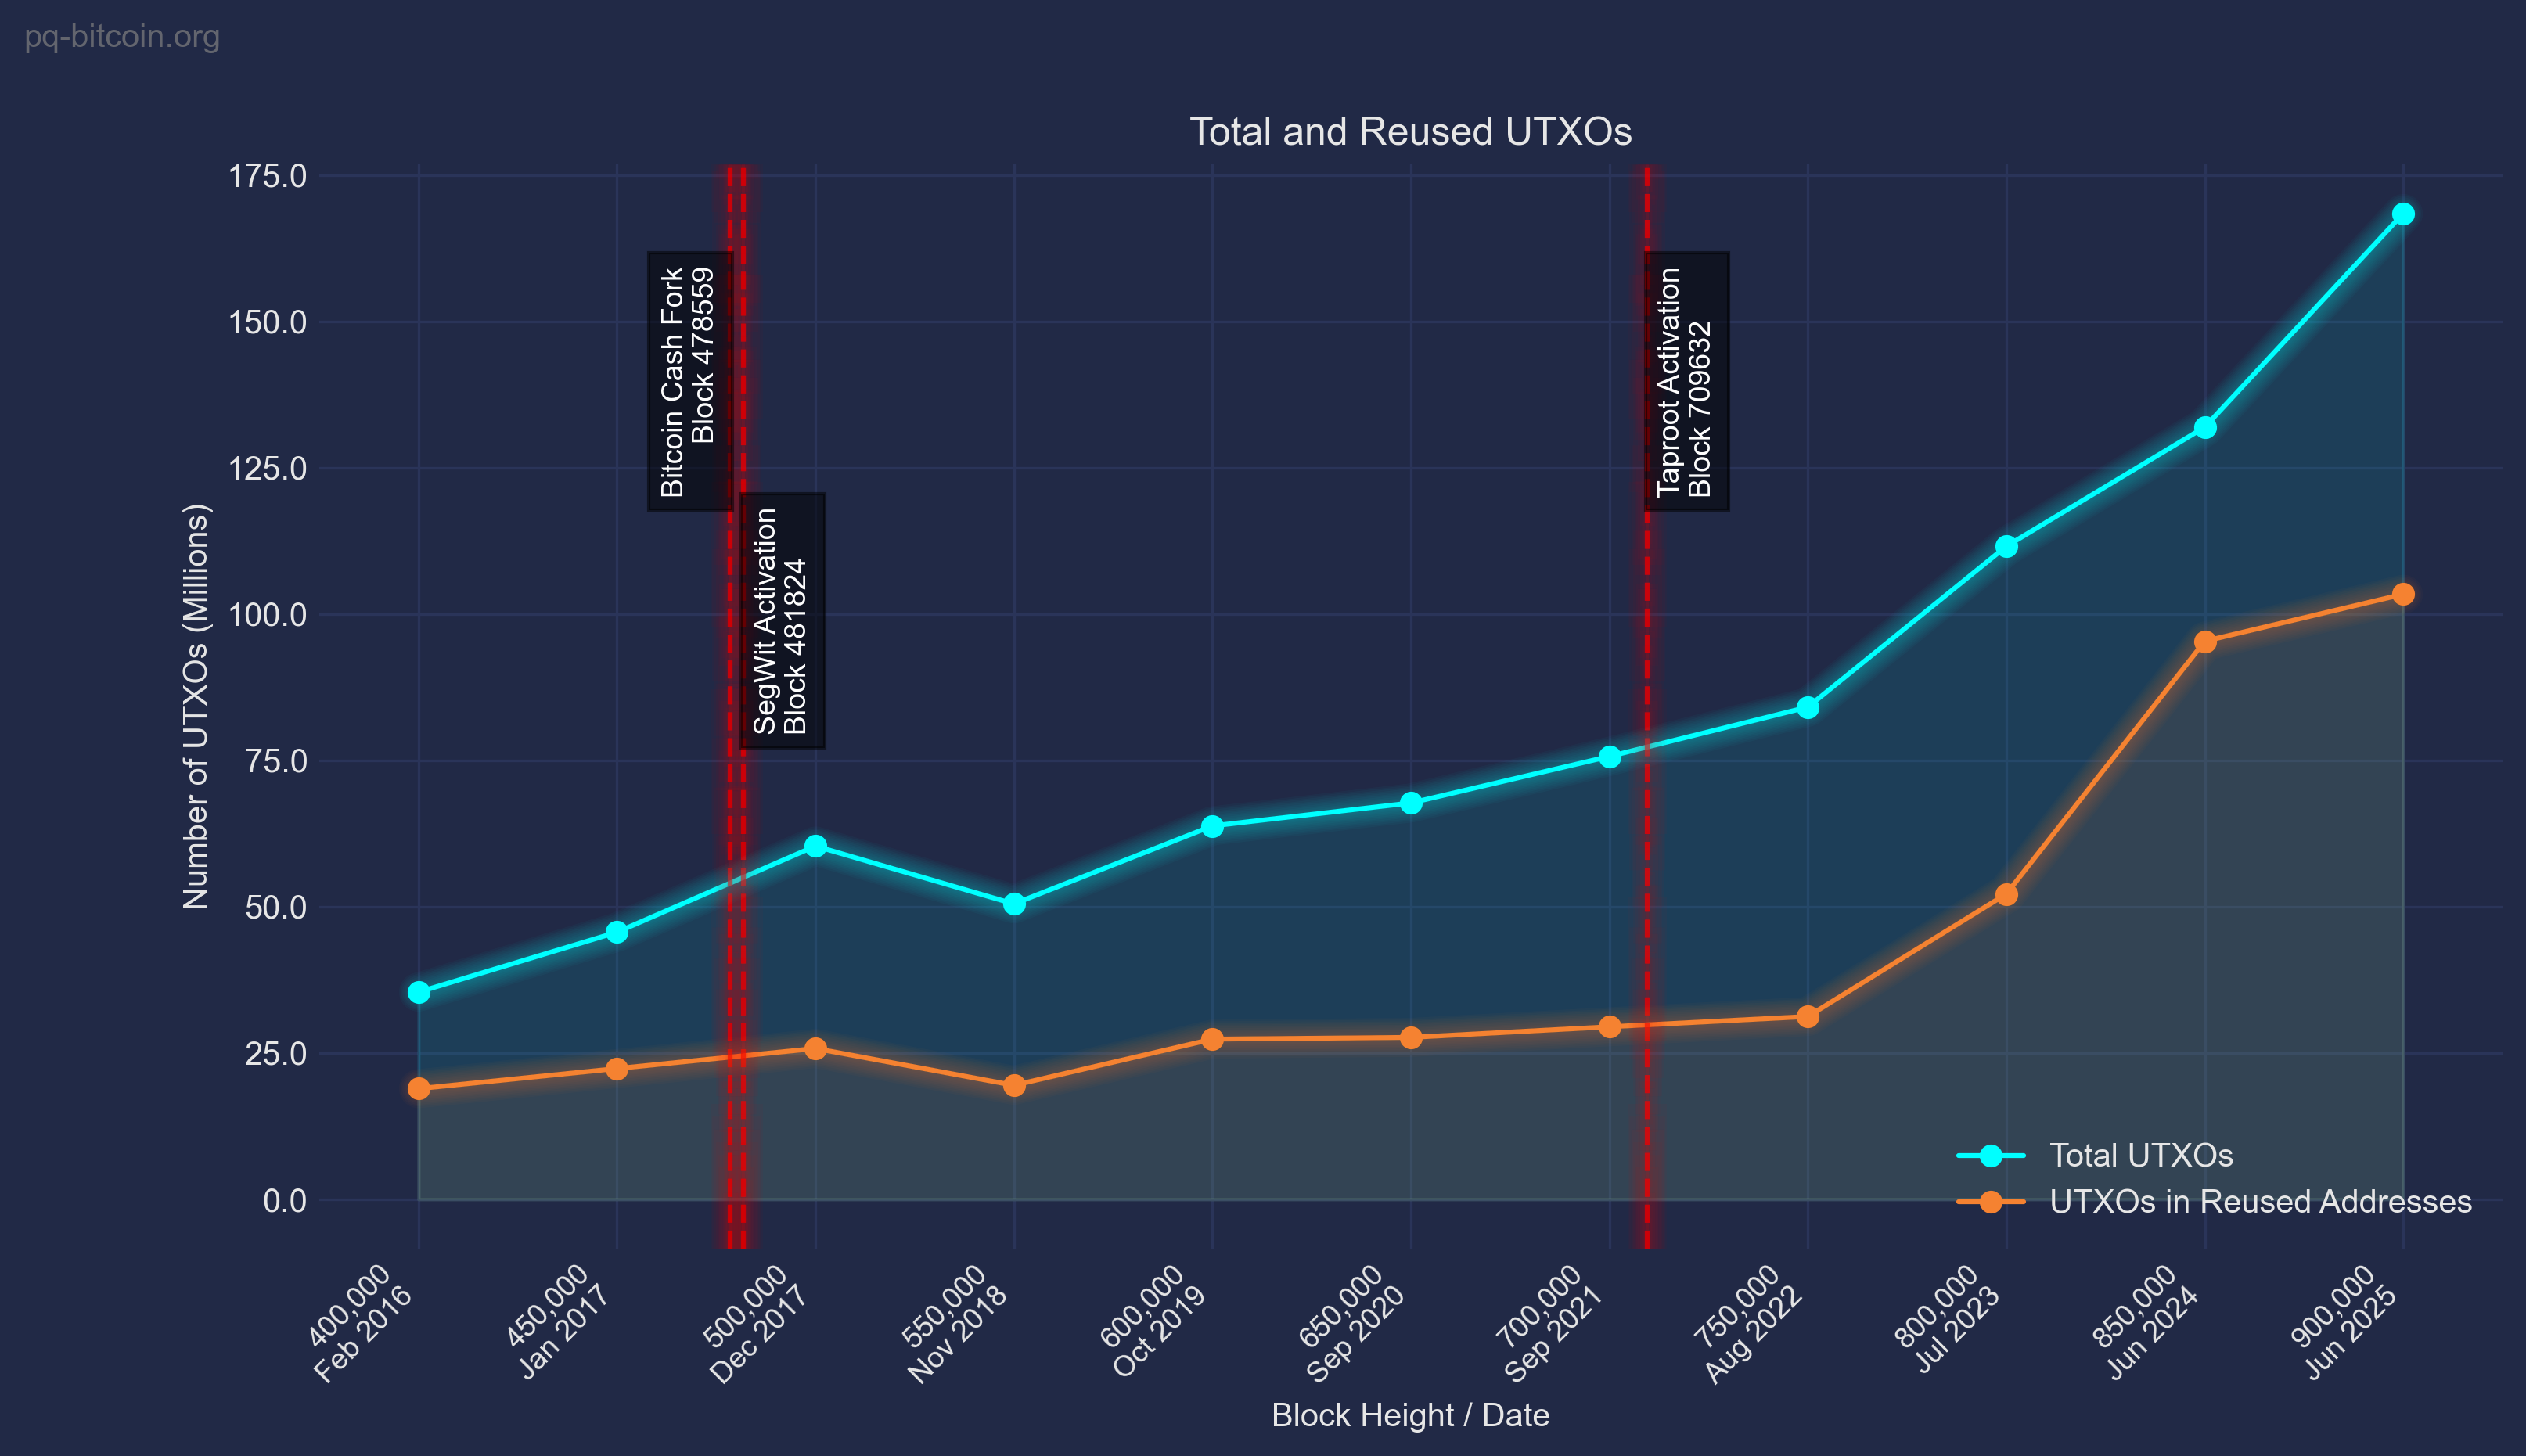 pq-bitcoin.org
Total and Reused UTXOs
Number of UTXOs (Millions)
175.0
150.0
125.0
100.0
75.0
50.0
25.0
0.0
Bitcoin Cash Fork
Block 478559
SegWit Activation
Block 481824
Taproot Activation
Block 709632
Total UTXOs
UTXOs in Reused Addresses
400,000
Feb 2016
450,000
Jan 2017
500,000
Dec 2017
550,000
Nov 2018
600,000
Oct 2019
650,000
Sep 2020
700,000
Sep 2021
750,000
Aug 2022
800,000
Jul 2023
850,000
Jun 2024
900,000
Jun 2025
Block Height / Date